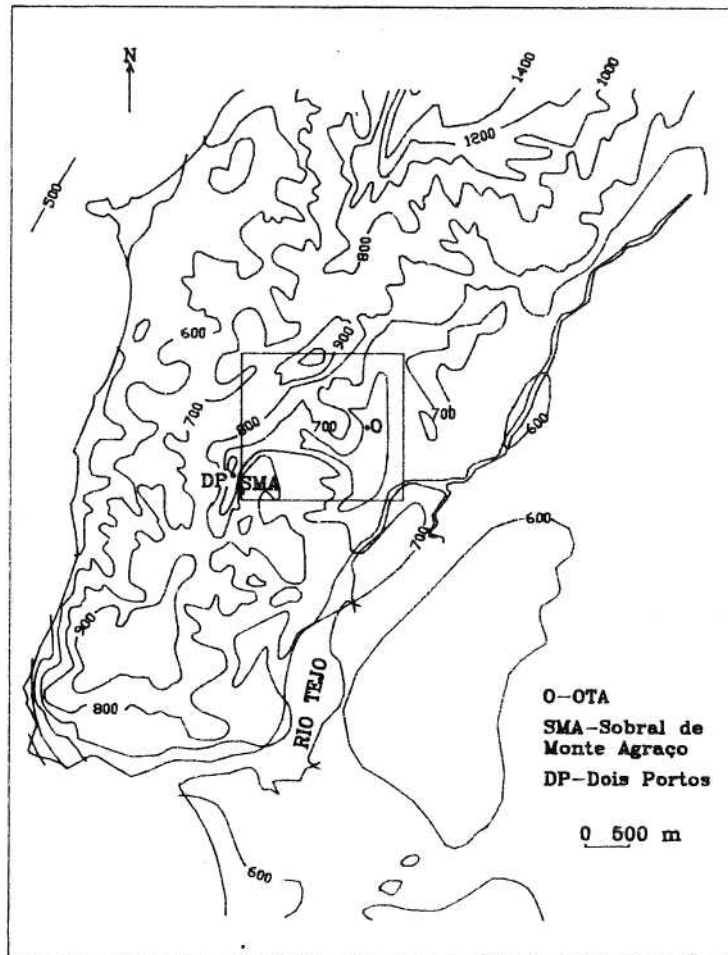 N
1400
1000
1200
500
800
600
900
700
800
700
O
700
600
DP
SMA
700
600
900
800
RIO TEJO
O-OTA
SMA-Sobral de
Monte Agraço
DP-Dois Portos
0 500 m
600